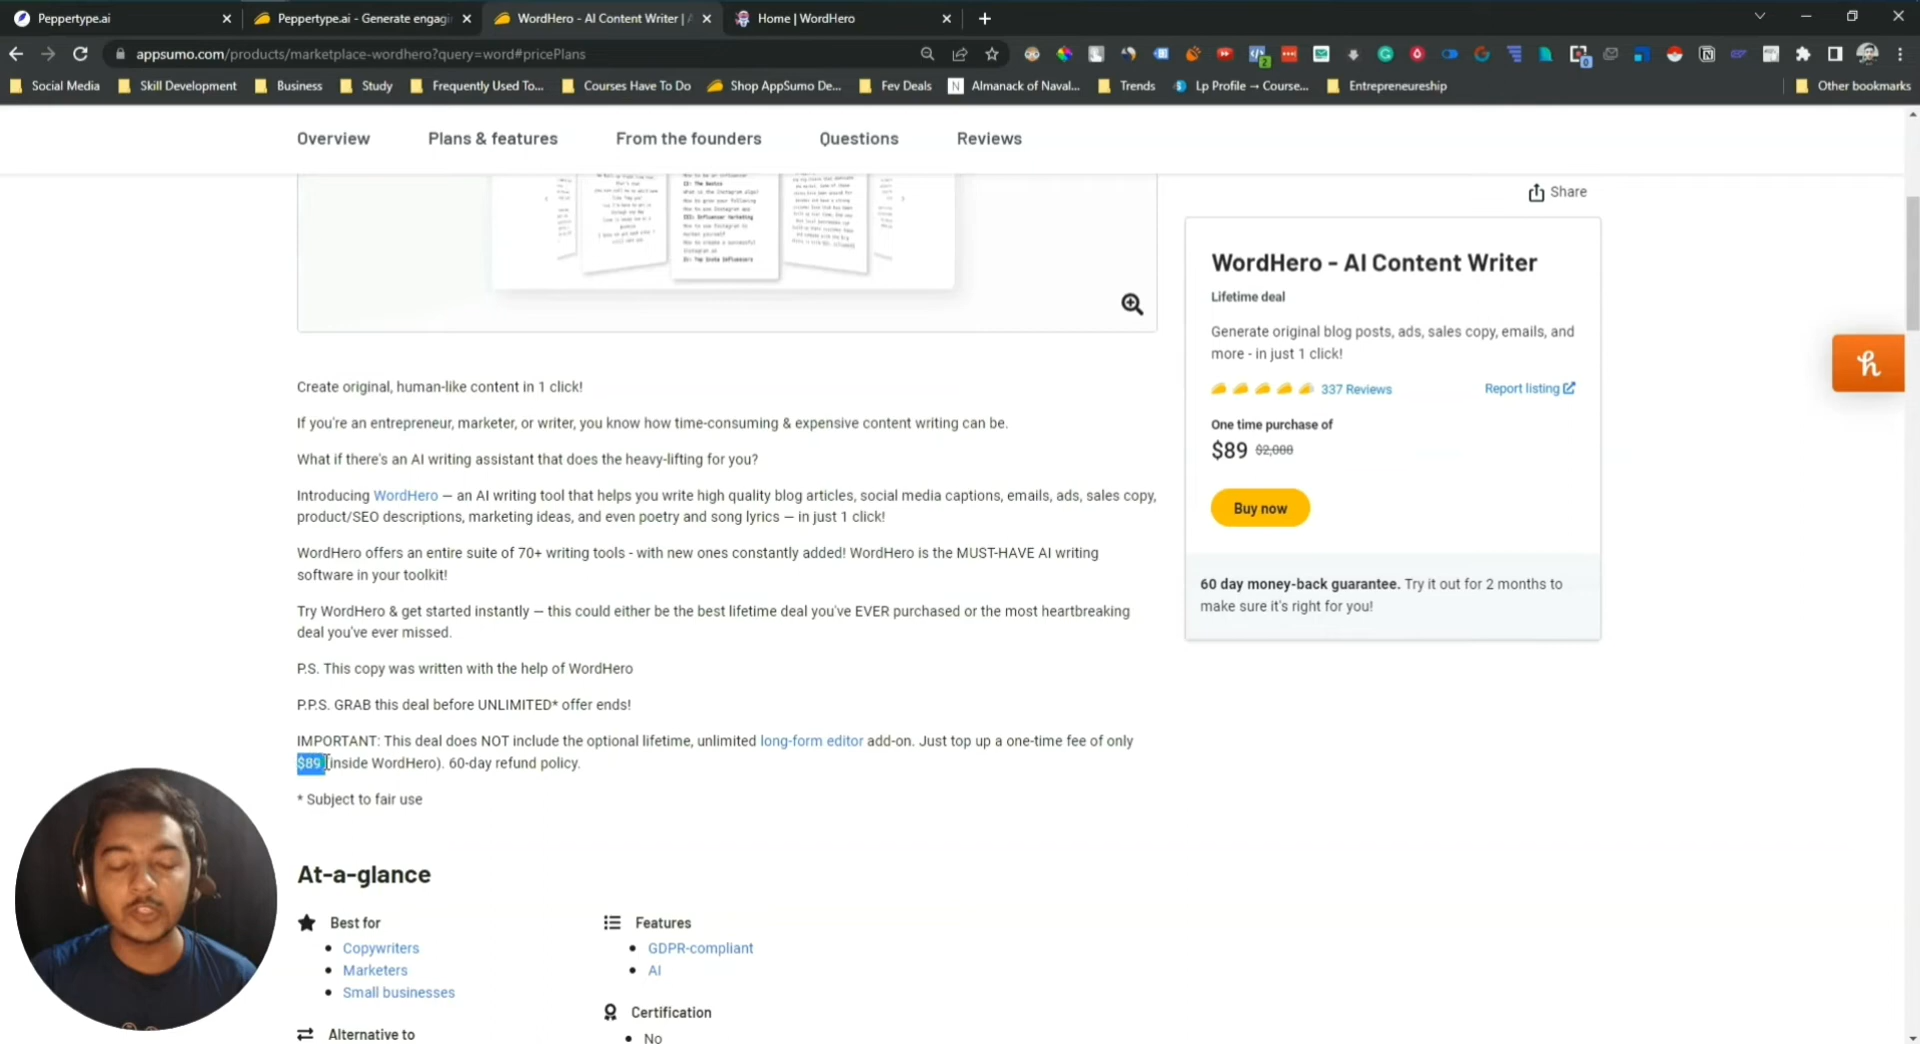 Peppertype.ai
Peppertype.ai - Generate engagi
WordHero - AI Content Writer | A
Home | WordHero
appsumo.com/products/marketplace-wordhero?query=word#pricePlans
Social Media
Skill Development
Business
Study
Frequently Used To...
Courses Have To Do
Shop AppSumo De...
Fev Deals
Almanack of Naval...
Trends
Lp Profile → Course...
Entrepreneureship
Other bookmarks
Overview
Plans & features
From the founders
Questions
Reviews
Share
WordHero - AI Content Writer
Lifetime deal
Generate original blog posts, ads, sales copy, emails, and
more - in just 1 click!
337 Reviews
Report listing
One time purchase of
$89 $2,088
Buy now
60 day money-back guarantee. Try it out for 2 months to
make sure it's right for you!
Create original, human-like content in 1 click!
If you're an entrepreneur, marketer, or writer, you know how time-consuming & expensive content writing can be.
What if there's an AI writing assistant that does the heavy-lifting for you?
Introducing WordHero — an AI writing tool that helps you write high quality blog articles, social media captions, emails, ads, sales copy,
product/SEO descriptions, marketing ideas, and even poetry and song lyrics — in just 1 click!
WordHero offers an entire suite of 70+ writing tools - with new ones constantly added! WordHero is the MUST-HAVE AI writing
software in your toolkit!
Try WordHero & get started instantly — this could either be the best lifetime deal you've EVER purchased or the most heartbreaking
deal you've ever missed.
P.S. This copy was written with the help of WordHero
P.P.S. GRAB this deal before UNLIMITED* offer ends!
IMPORTANT: This deal does NOT include the optional lifetime, unlimited long-form editor add-on. Just top up a one-time fee of only
$89 (inside WordHero). 60-day refund policy.
* Subject to fair use
At-a-glance
Best for
Copywriters
Marketers
Small businesses
Alternative to
Features
GDPR-compliant
AI
Certification
No